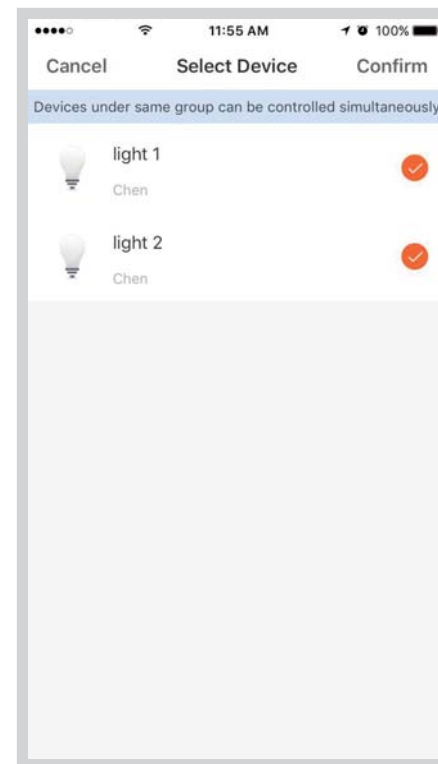 11:55 AM 100%
Cancel Select Device Confirm
Devices under same group can be controlled simultaneously
light 1
Chen
light 2
Chen